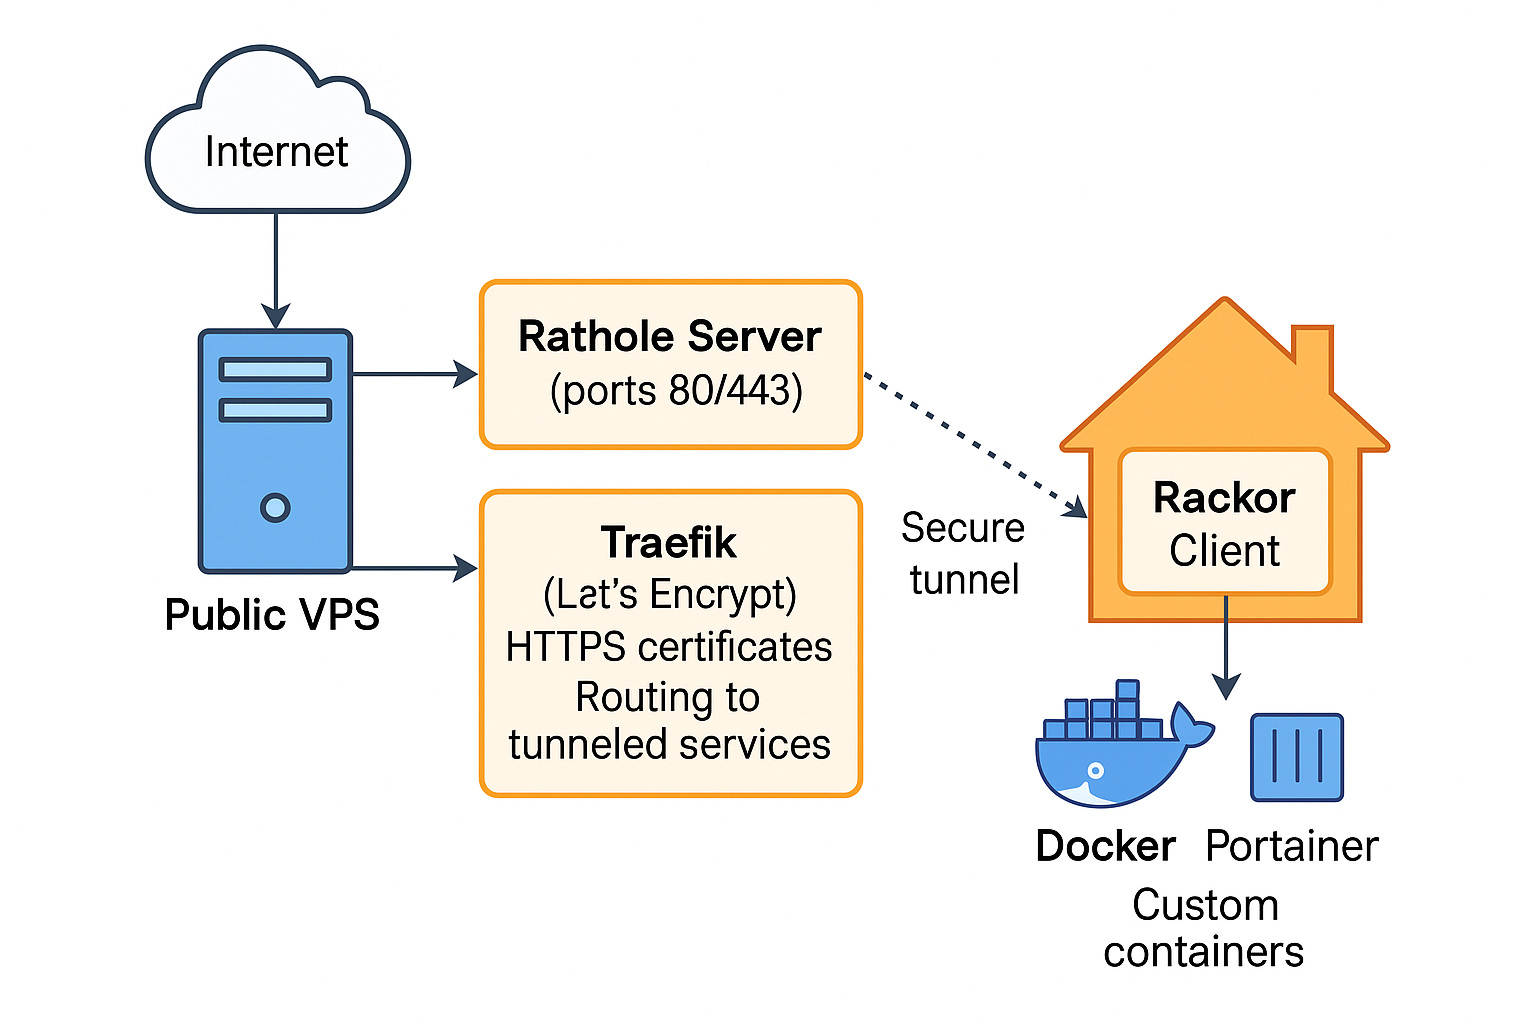 Internet
Public VPS
Rathole Server
(ports 80/443)
Traefik
(Lat's Encrypt)
HTTPS certificates
Routing to
tunneled services
Secure
tunnel
Rackor
Client
Docker
Portainer
Custom
containers